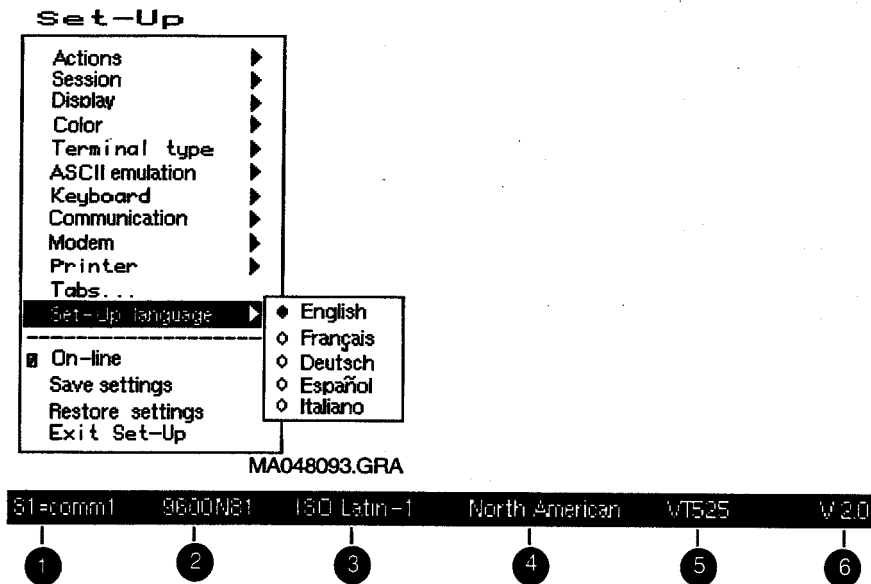 Set-Up
Actions
Session
Display
Color
Terminal type
ASCII emulation
Keyboard
Communication
Modem
Printer
Tabs...
Set-Up language
English
Français
Deutsch
Español
Italiano
On-line
Save settings
Restore settings
Exit Set-Up
MA048093.GRA
S1=comm1 9600N81 ISO Latin-1 North American VT525 V 2.0
1 2 3 4 5 6